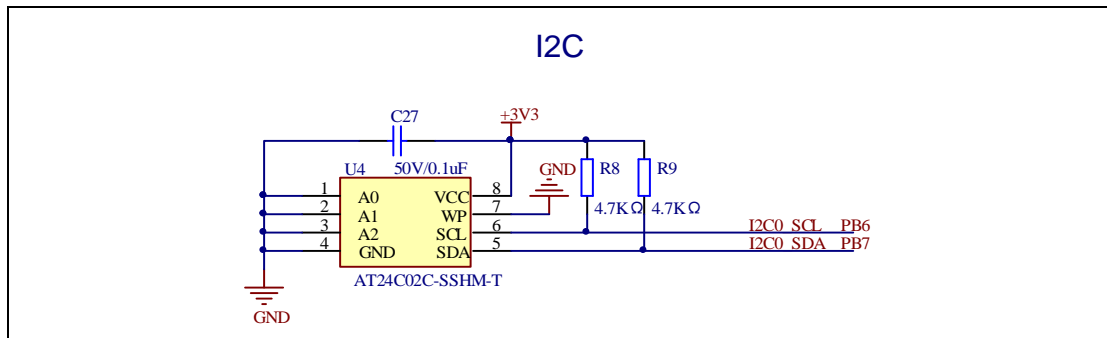 I2C
C27
+3V3
U4
50V/0.1uF
GND
R8
R9
1
A0
VCC
8
2
A1
WP
7
4.7KΩ
4.7KΩ
3
A2
SCL
6
I2C0_SCL
PB6
4
GND
SDA
5
I2C0_SDA
PB7
AT24C02C-SSHM-T
GND